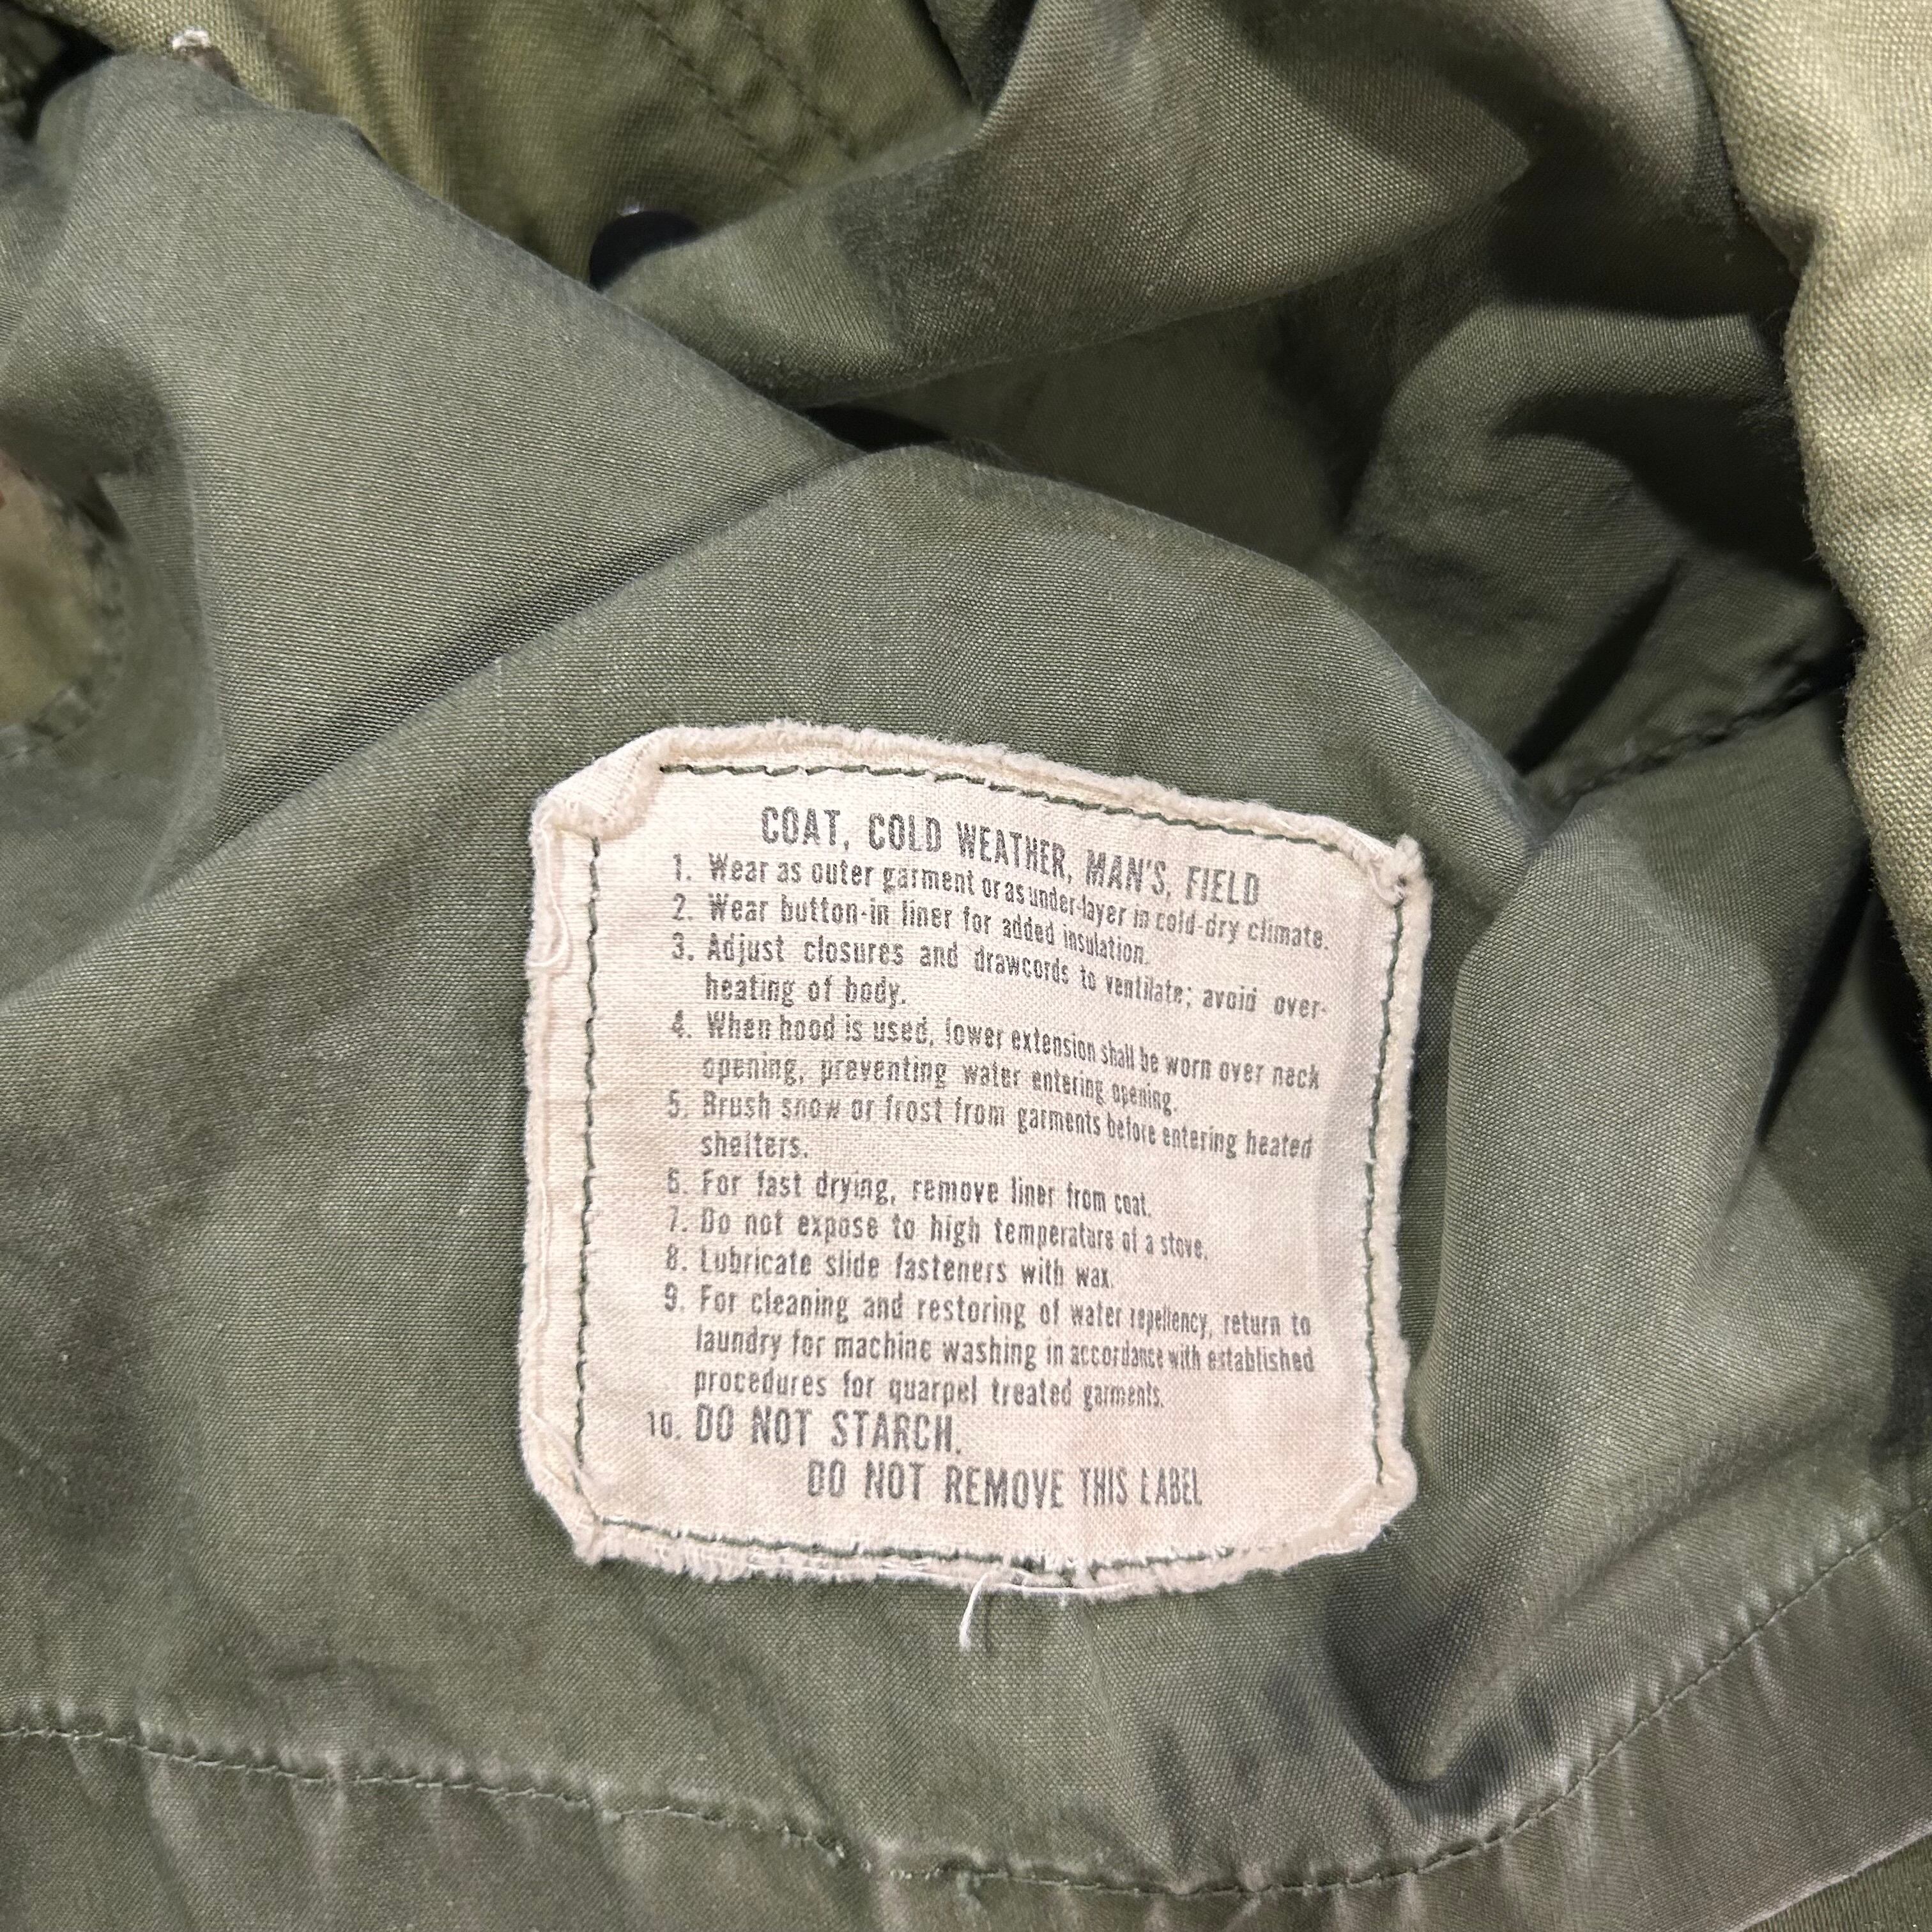 COAT, COLD WEATHER, MAN'S, FIELD
1. Wear as outer garment or as under-layer in cold-dry climate.
2. Wear button-in liner for added insulation.
3. Adjust closures and drawcords to ventilate; avoid over-
heating of body.
4. When hood is used, lower extension shall be worn over neck
opening, preventing water entering opening.
5. Brush snow or frost from garments before entering heated
shelters.
6. For fast drying, remove liner from coat.
7. Do not expose to high temperature of a stove.
8. Lubricate slide fasteners with wax.
9. For cleaning and restoring of water repellency, return to
laundry for machine washing in accordance with established
procedures for quarpel treated garments.
10. DO NOT STARCH.
DO NOT REMOVE THIS LABEL